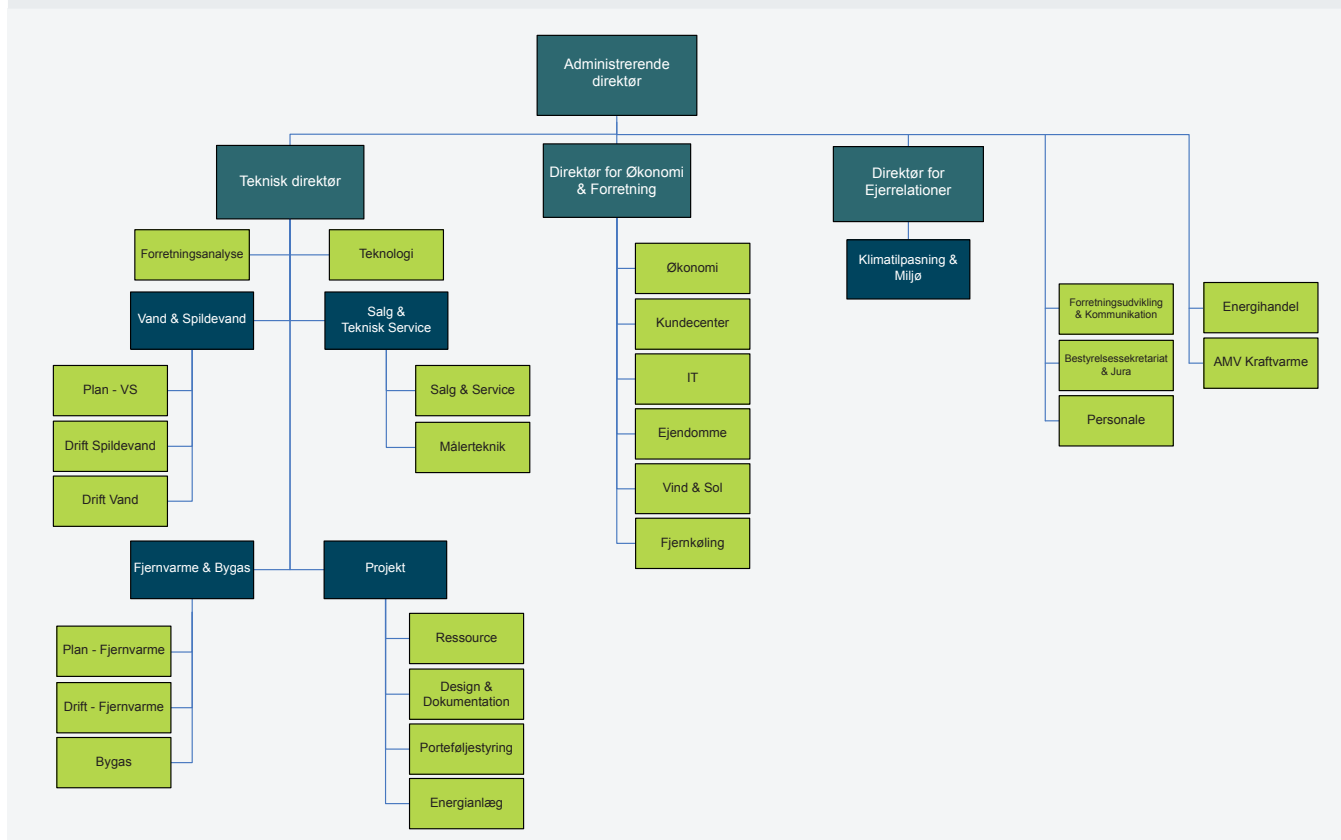 Administrerende
direktør
Teknisk direktør
Direktør for Økonomi
& Forretning
Direktør for
Ejerrelationer
Forretningsanalyse
Teknologi
Vand & Spildevand
Salg &
Teknisk Service
Plan - VS
Drift Spildevand
Drift Vand
Salg & Service
Målerteknik
Fjernvarme & Bygas
Projekt
Plan - Fjernvarme
Drift - Fjernvarme
Bygas
Ressource
Design &
Dokumentation
Porteføljestyring
Energianlæg
Økonomi
Kundecenter
IT
Ejendomme
Vind & Sol
Fjernkøling
Klimatilpasning &
Miljø
Forretningsudvikling
& Kommunikation
Bestyrelsessekretariat
& Jura
Personale
Energihandel
AMV Kraftvarme